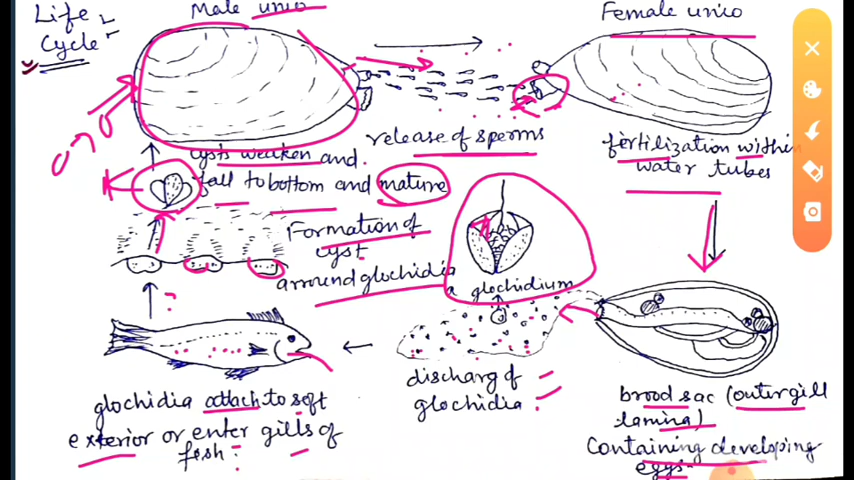 Life
Cycle
Male unio
Female unio
release of sperms
fertilization within
water tubes
cysts weaken and
fall to bottom and mature
Formation of
cyst
around glochidia
a glochidium
discharg of
glochidia
brood sac (outergill
lamina)
Containing developing
eggs
glochidia attach to soft
exterior or enter gills of
fish
?